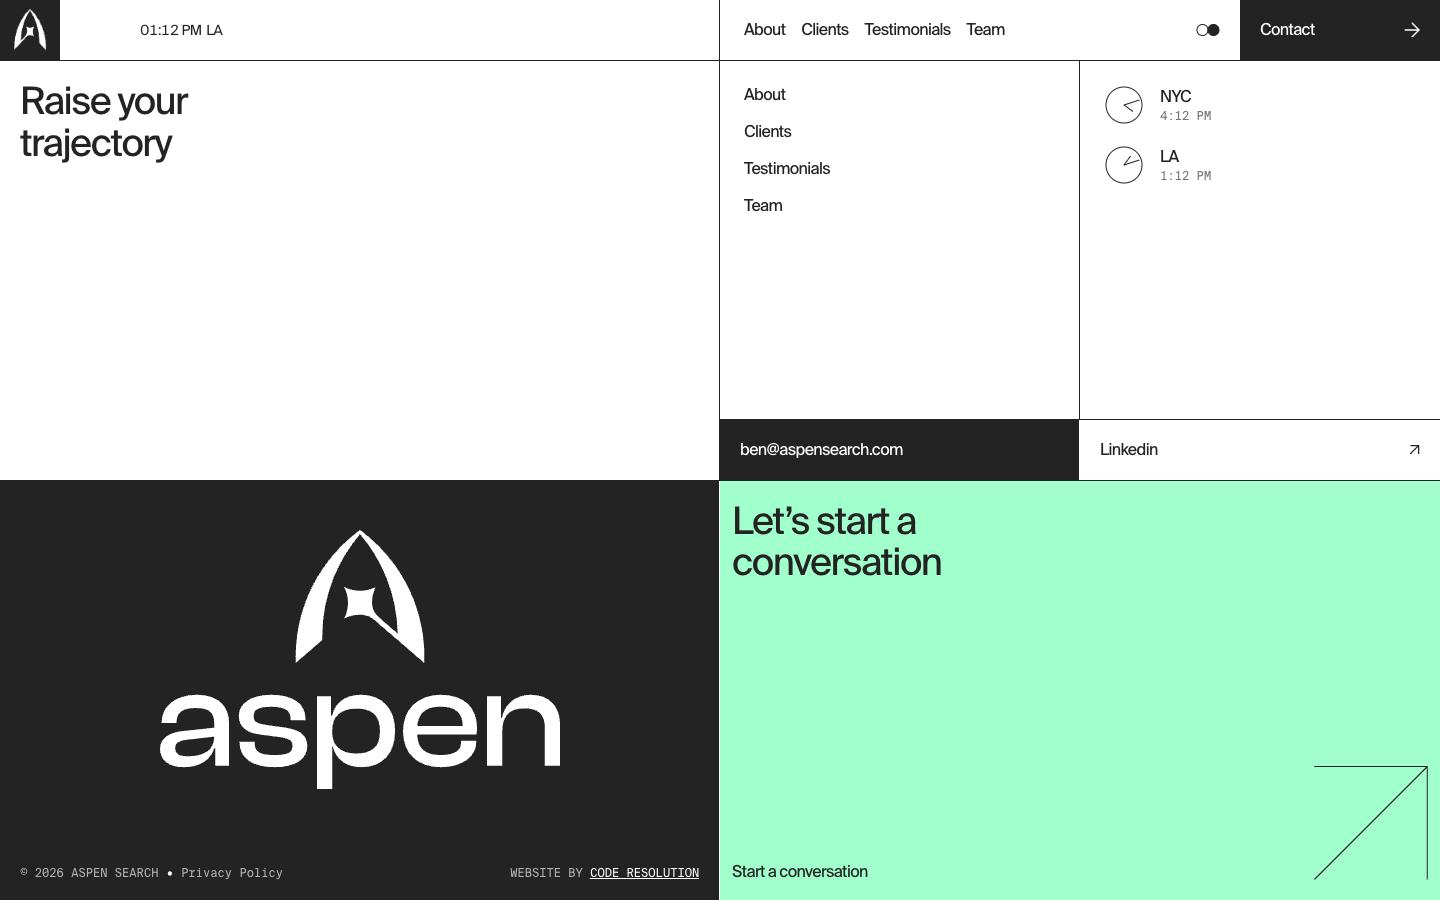 01:12 PM LA
About Clients Testimonials Team
Contact
Raise your
trajectory
About
Clients
Testimonials
Team
NYC
4:12 PM
LA
1:12 PM
ben@aspensearch.com
Linkedin
aspen
© 2026 ASPEN SEARCH • Privacy Policy
WEBSITE BY CODE RESOLUTION
Let’s start a
conversation
Start a conversation